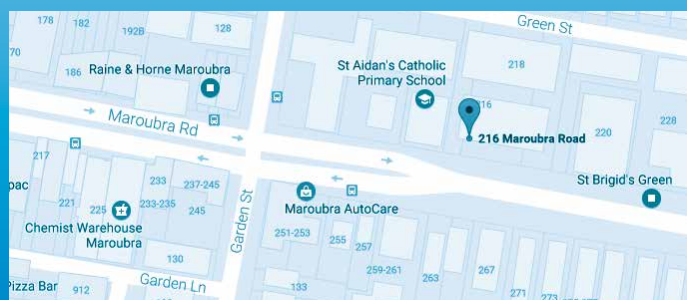 178
182
192B
128
Green St
170
186
Raine & Horne Maroubra
St Aidan's Catholic
Primary School
218
216
216 Maroubra Road
220
228
Maroubra Rd
217
pac
221
225
233
233-235
237-245
245
Chemist Warehouse
Maroubra
Garden St
Maroubra AutoCare
St Brigid's Green
251-253
255
257
259-261
263
267
271
273
130
133
Garden Ln
Pizza Bar
912